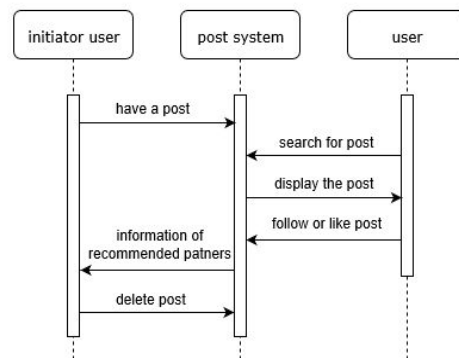 initiator user
post system
user
have a post
search for post
display the post
follow or like post
information of
recommended patners
delete post